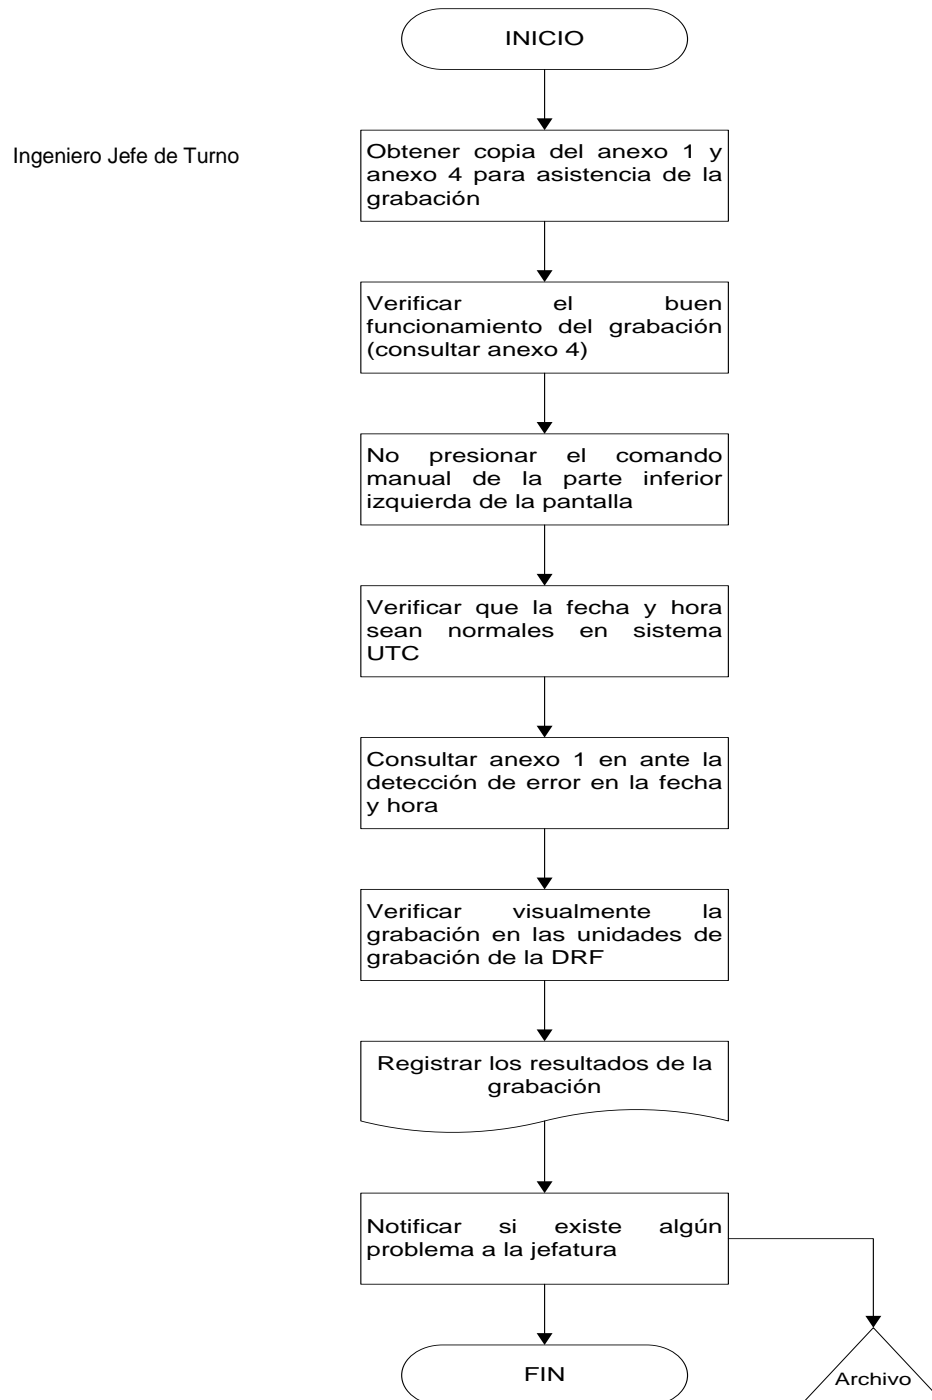 INICIO
Ingeniero Jefe de Turno
Obtener copia del anexo 1 y
anexo 4 para asistencia de la
grabación
Verificar el buen
funcionamiento del grabación
(consultar anexo 4)
No presionar el comando
manual de la parte inferior
izquierda de la pantalla
Verificar que la fecha y hora
sean normales en sistema
UTC
Consultar anexo 1 en ante la
detección de error en la fecha
y hora
Verificar visualmente la
grabación en las unidades de
grabación de la DRF
Registrar los resultados de la
grabación
Notificar si existe algún
problema a la jefatura
FIN
Archivo